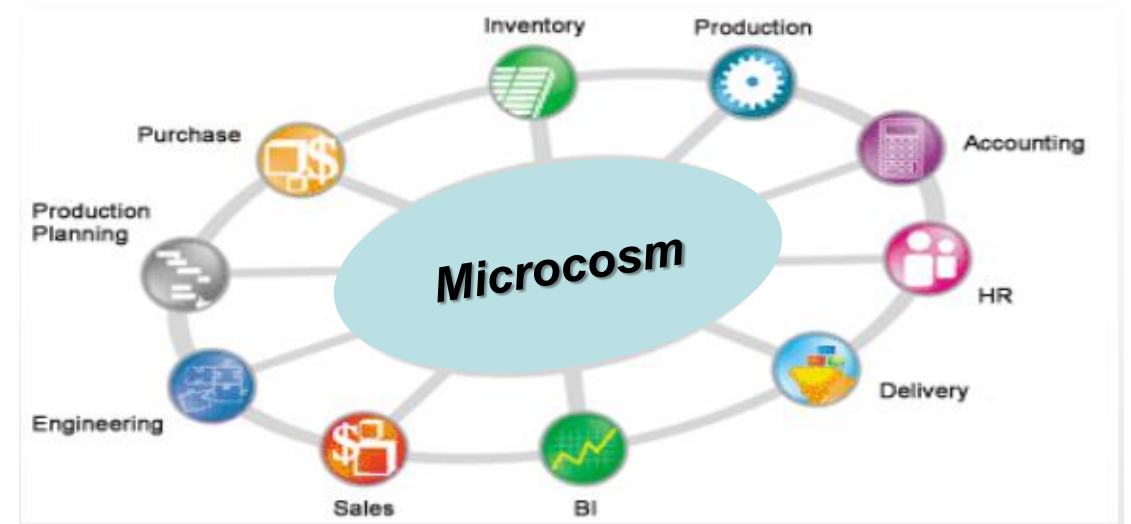 Inventory
Production
Purchase
Accounting
Production
Planning
Microcosm
HR
Delivery
Engineering
Sales
BI